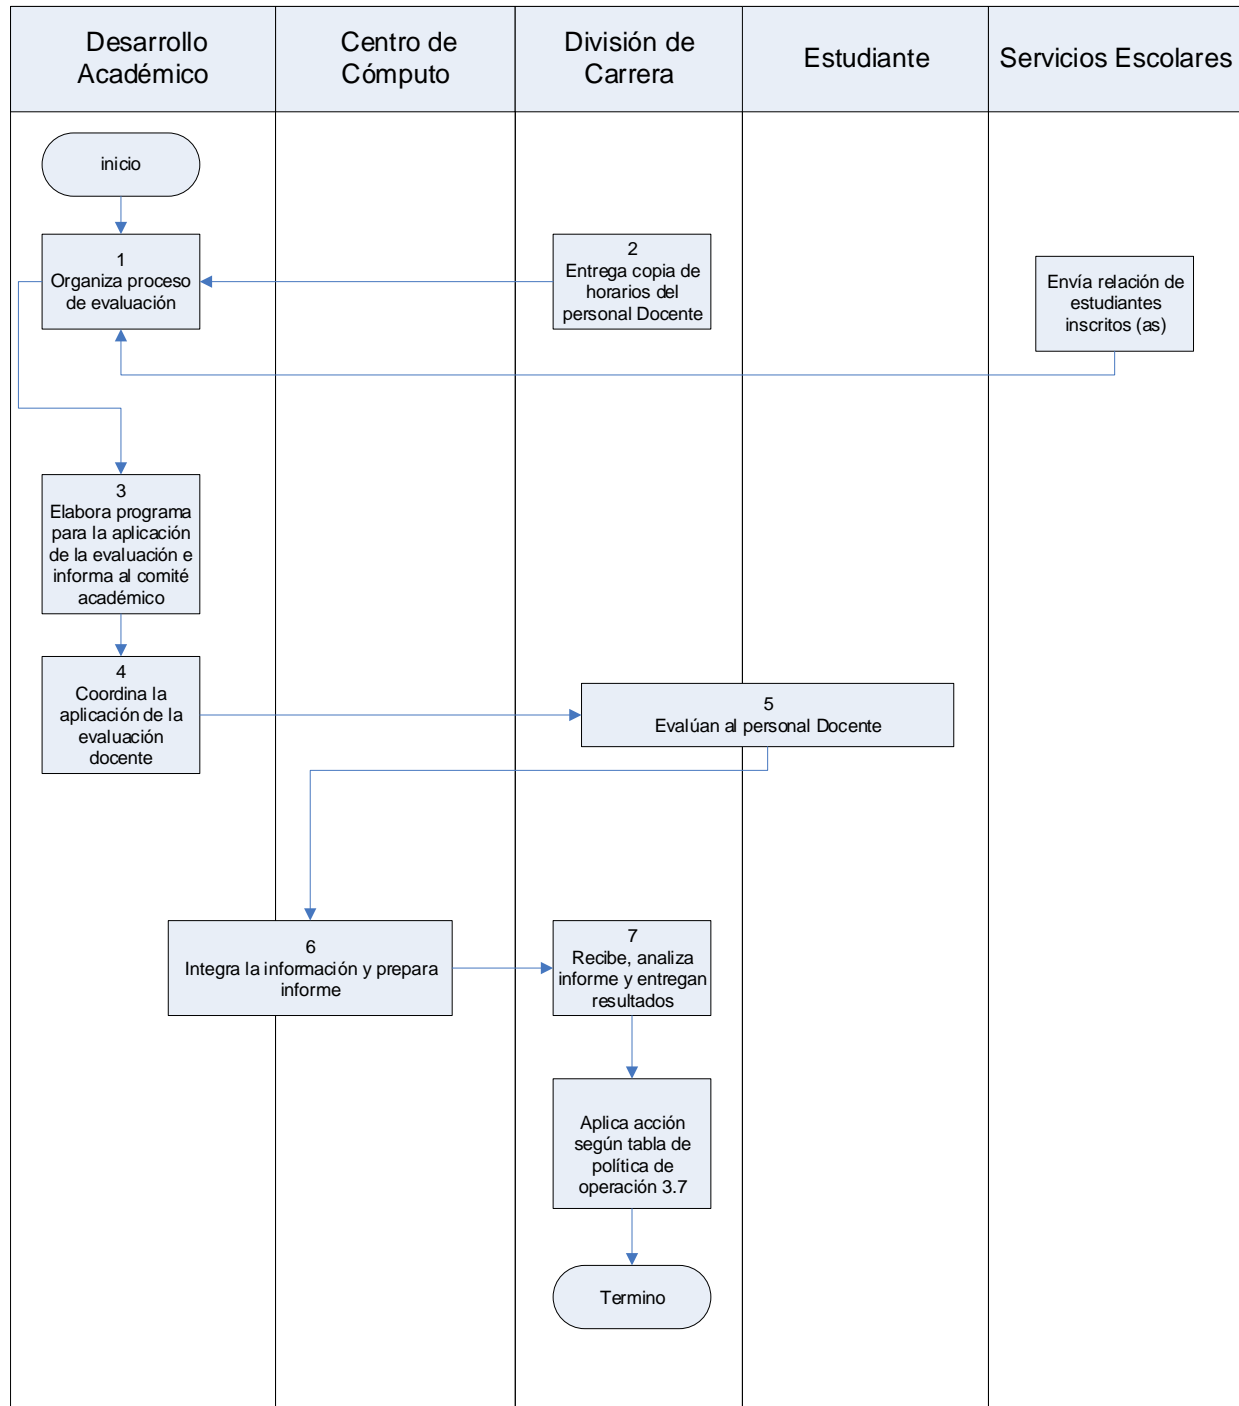 Desarrollo
Académico
Centro de
Cómputo
División de
Carrera
Estudiante
Servicios Escolares
inicio
1
Organiza proceso
de evaluación
2
Entrega copia de
horarios del
personal Docente
Envía relación de
estudiantes
inscritos (as)
3
Elabora programa
para la aplicación
de la evaluación e
informa al comité
académico
4
Coordina la
aplicación de la
evaluación
docente
5
Evalúan al personal Docente
6
Integra la información y prepara
informe
7
Recibe, analiza
informe y entregan
resultados
Aplica acción
según tabla de
política de
operación 3.7
Termino